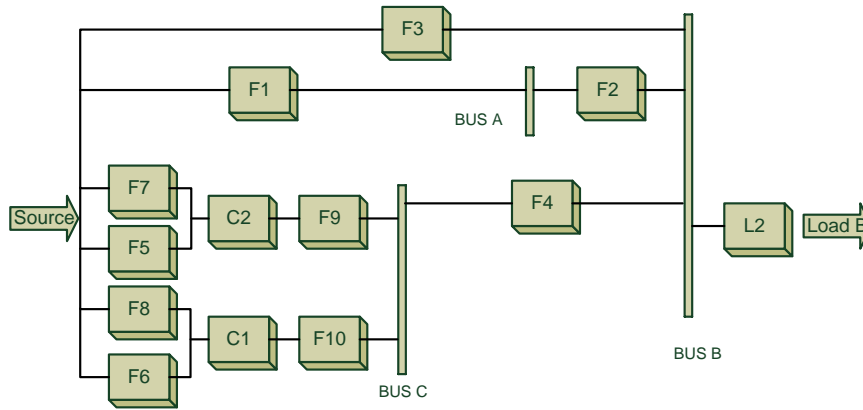 F3
F1
BUS A
F2
F7
Source
C2
F9
F4
F5
L2
Load B
F8
C1
F10
F6
BUS C
BUS B